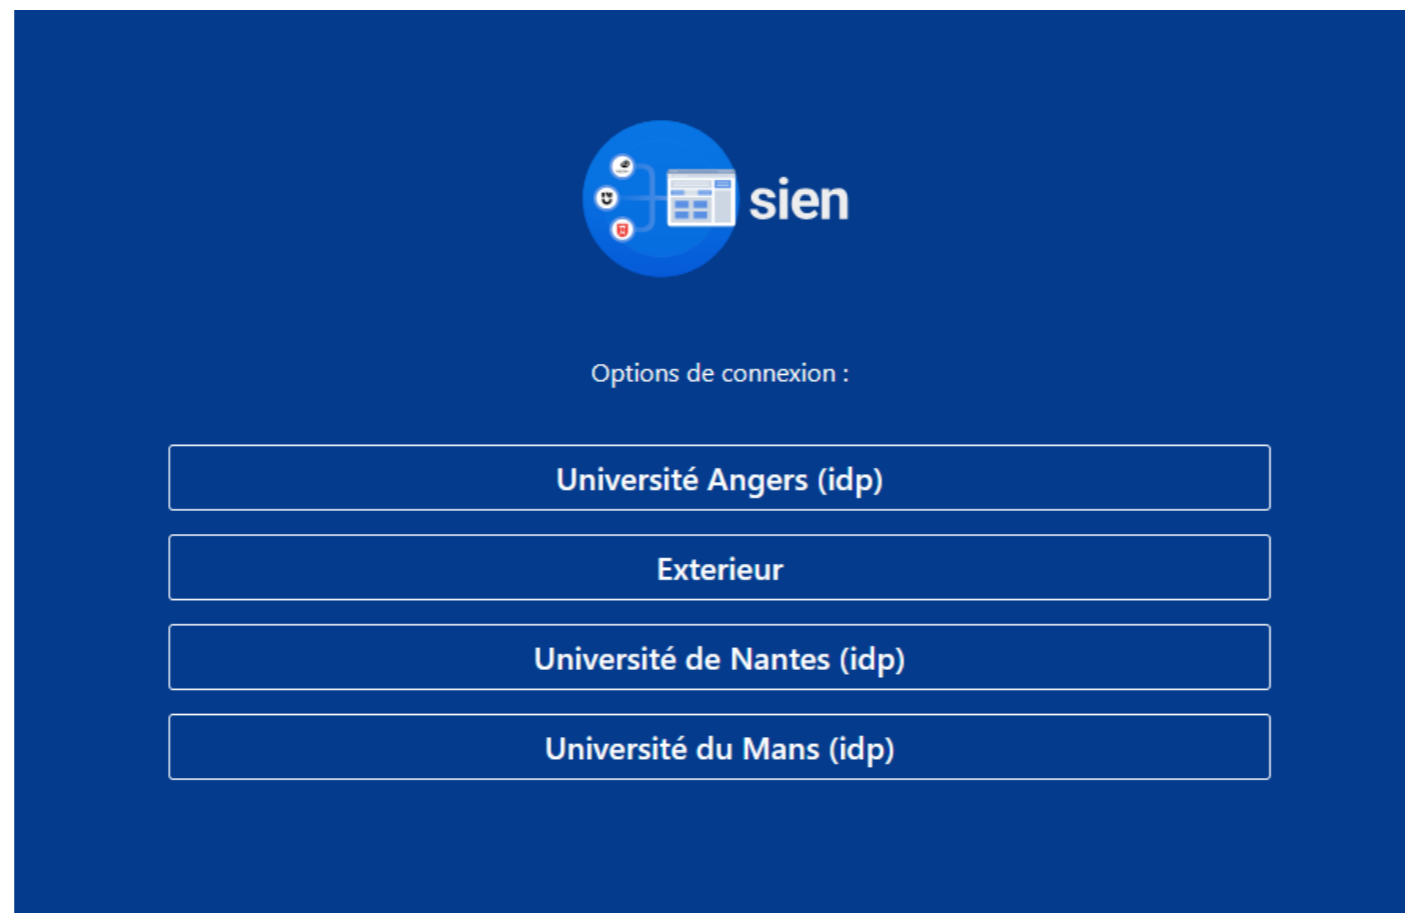 sien
Options de connexion :
Université Angers (idp)
Exterieur
Université de Nantes (idp)
Université du Mans (idp)